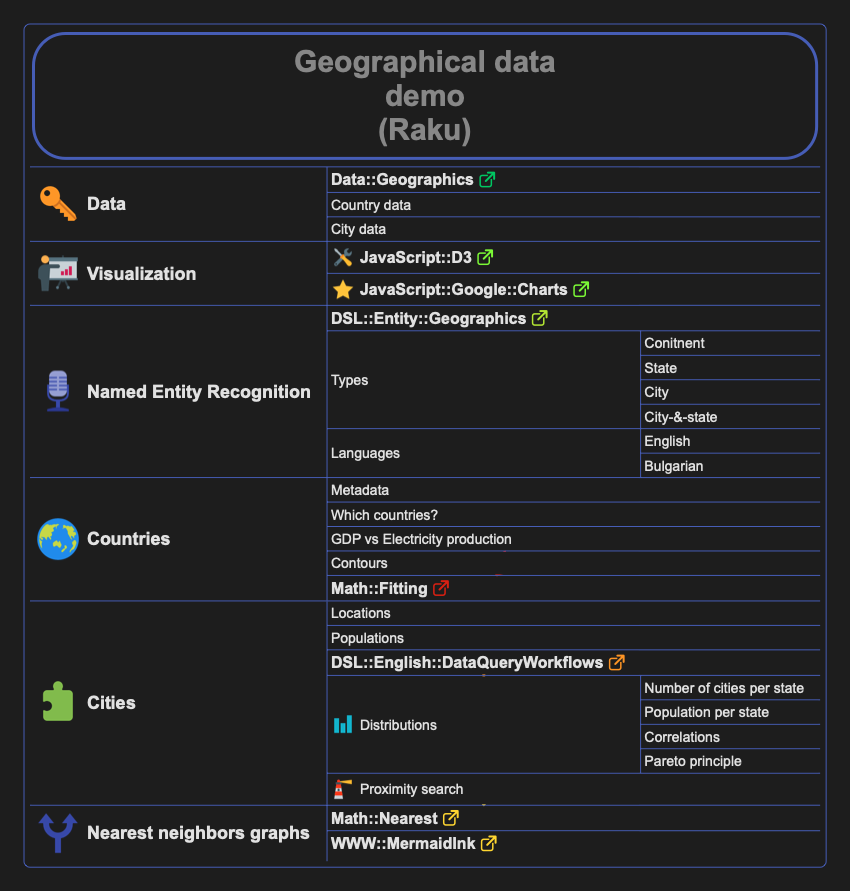 Geographical data
demo
(Raku)
Data
Data::Geographics
Country data
City data
Visualization
JavaScript::D3
JavaScript::Google::Charts
Named Entity Recognition
DSL::Entity::Geographics
Types
Conitnent
State
City
City-&-state
Languages
English
Bulgarian
Countries
Metadata
Which countries?
GDP vs Electricity production
Contours
Math::Fitting
Cities
Locations
Populations
DSL::English::DataQueryWorkflows
Distributions
Number of cities per state
Population per state
Correlations
Pareto principle
Proximity search
Nearest neighbors graphs
Math::Nearest
WWW::MermaidInk